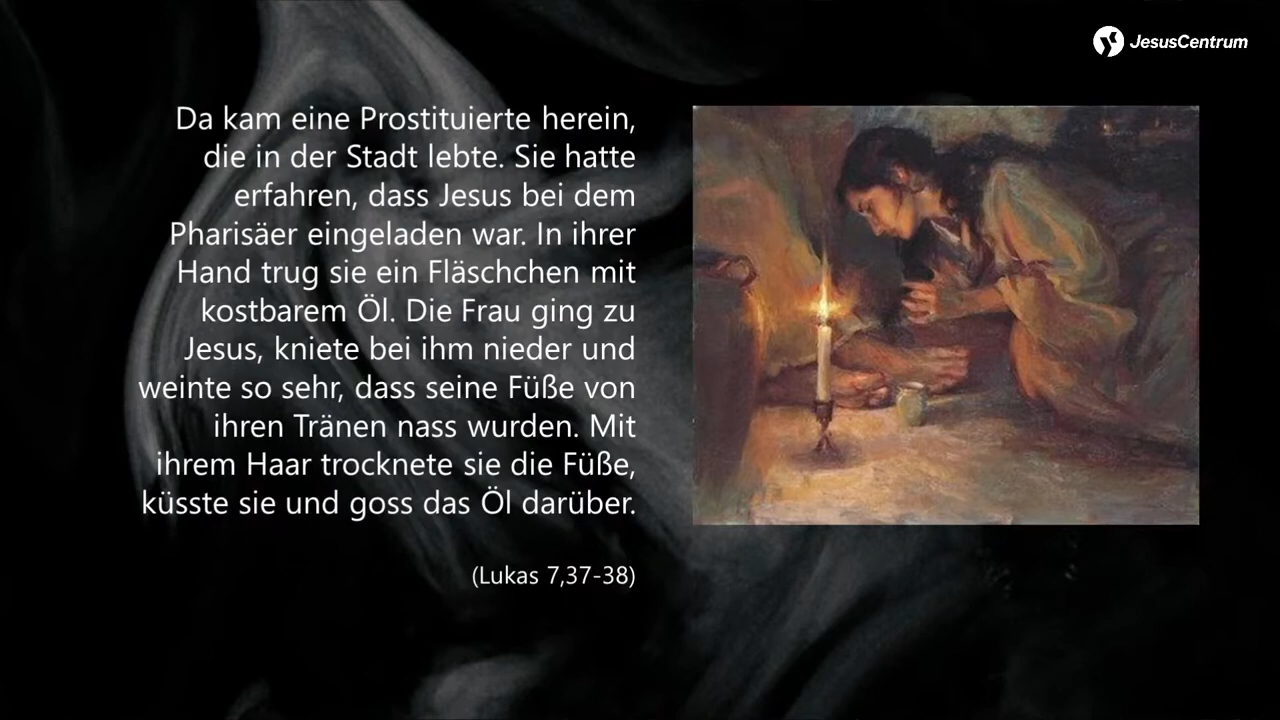 JesusCentrum
Da kam eine Prostituierte herein,
die in der Stadt lebte. Sie hatte
erfahren, dass Jesus bei dem
Pharisäer eingeladen war. In ihrer
Hand trug sie ein Fläschchen mit
kostbarem Öl. Die Frau ging zu
Jesus, kniete bei ihm nieder und
weinte so sehr, dass seine Füße von
ihren Tränen nass wurden. Mit
ihrem Haar trocknete sie die Füße,
küsste sie und goss das Öl darüber.
(Lukas 7,37-38)